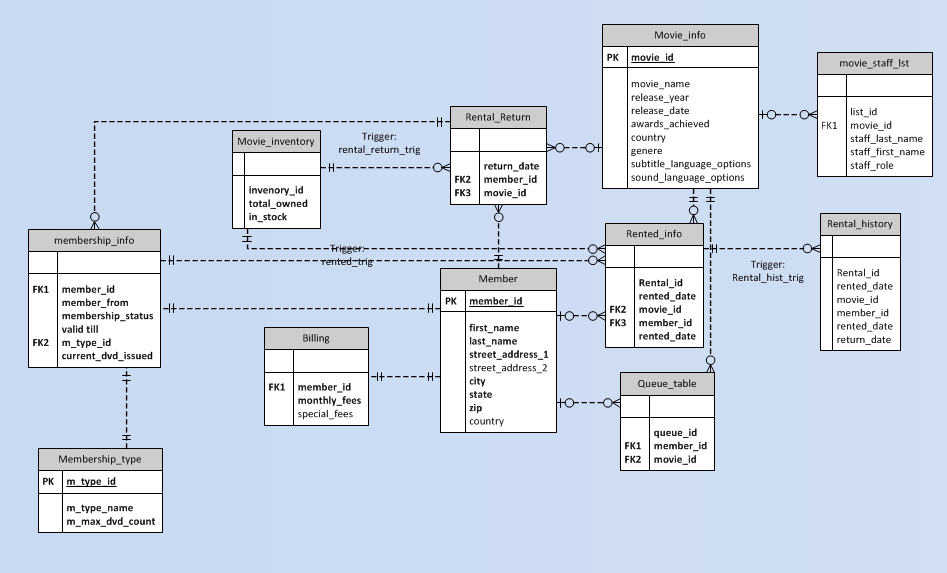 Movie_info
PK movie_id
movie_name
release_year
release_date
awards_achieved
country
genere
subtitle_language_options
sound_language_options
movie_staff_lst
list_id
FK1 movie_id
staff_last_name
staff_first_name
staff_role
Rental_Return
return_date
FK2 member_id
FK3 movie_id
Trigger:
rental_return_trig
Movie_inventory
invenory_id
total_owned
in_stock
membership_info
FK1 member_id
member_from
membership_status
valid till
FK2 m_type_id
current_dvd_issued
Trigger:
rented_trig
Rented_info
Rental_id
rented_date
FK2 movie_id
FK3 member_id
rented_date
Trigger:
Rental_hist_trig
Rental_history
Rental_id
rented_date
movie_id
member_id
rented_date
return_date
Member
PK member_id
first_name
last_name
street_address_1
street_address_2
city
state
zip
country
Billing
FK1 member_id
monthly_fees
special_fees
Queue_table
queue_id
FK1 member_id
FK2 movie_id
Membership_type
PK m_type_id
m_type_name
m_max_dvd_count